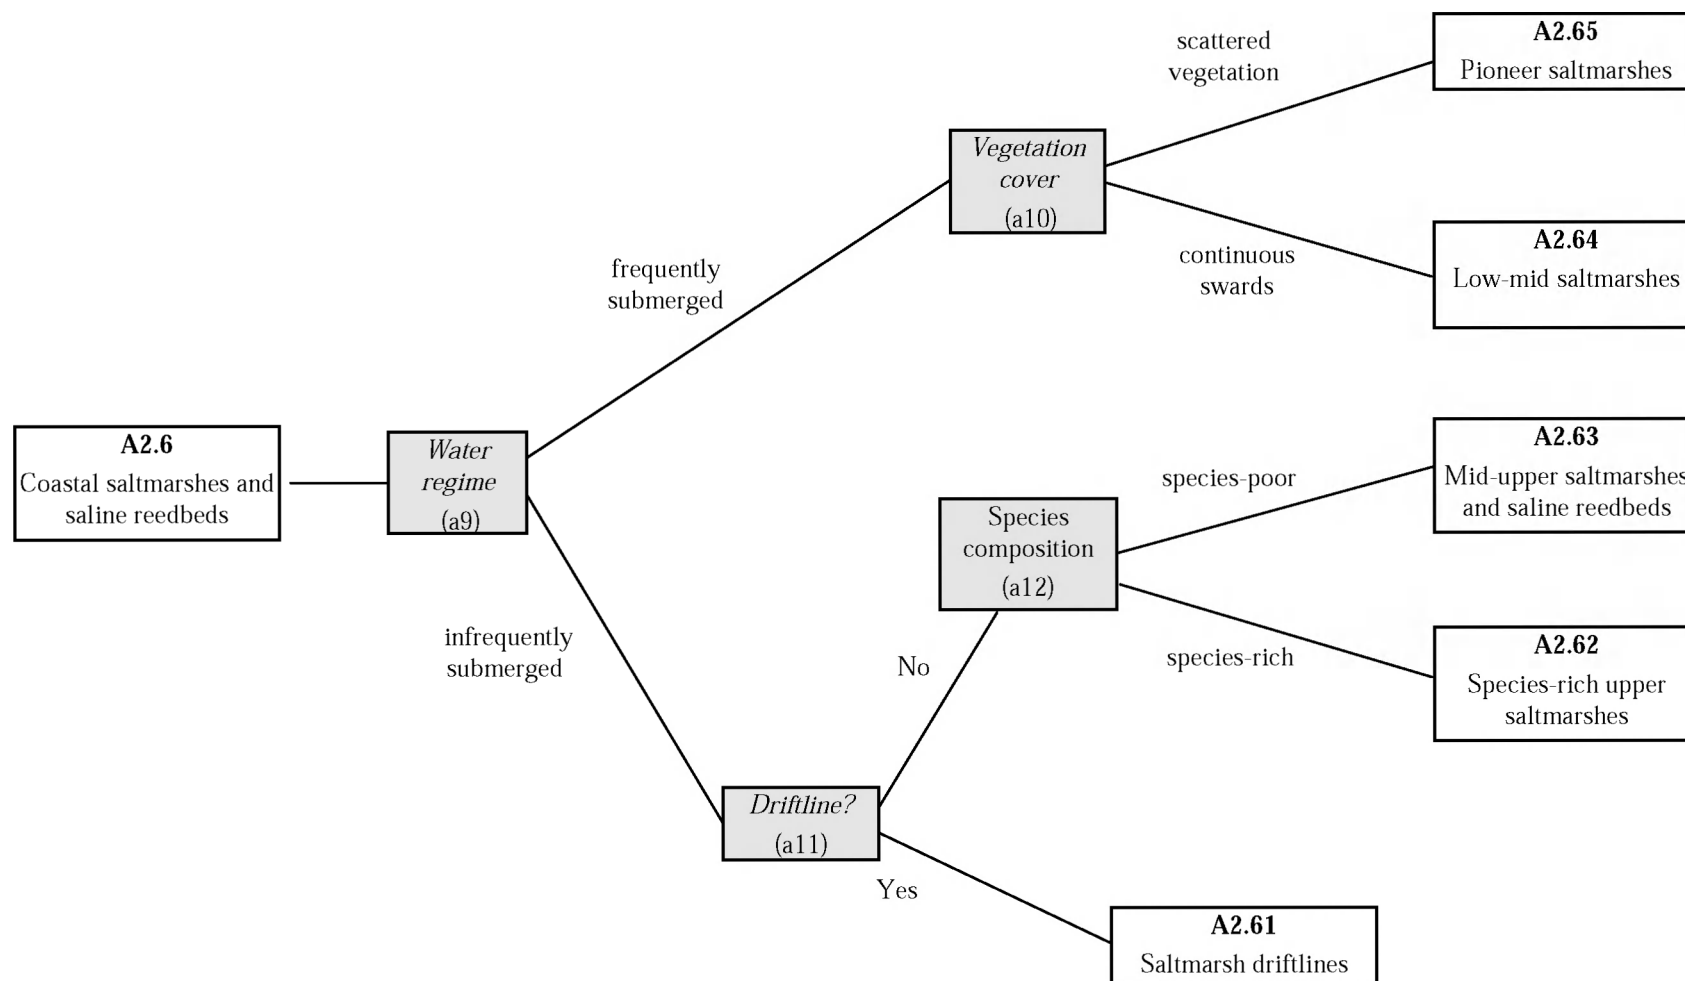 scattered
vegetation
A2.65
Pioneer saltmarshes
Vegetation
cover
(a10)
continuous
swards
A2.64
Low-mid saltmarshes
frequently
submerged
A2.6
Coastal saltmarshes and
saline reedbeds
Water
regime
(a9)
species-poor
A2.63
Mid-upper saltmarshes
and saline reedbeds
Species
composition
(a12)
infrequently
submerged
No
species-rich
A2.62
Species-rich upper
saltmarshes
Driftline?
(a11)
Yes
A2.61
Saltmarsh driftlines